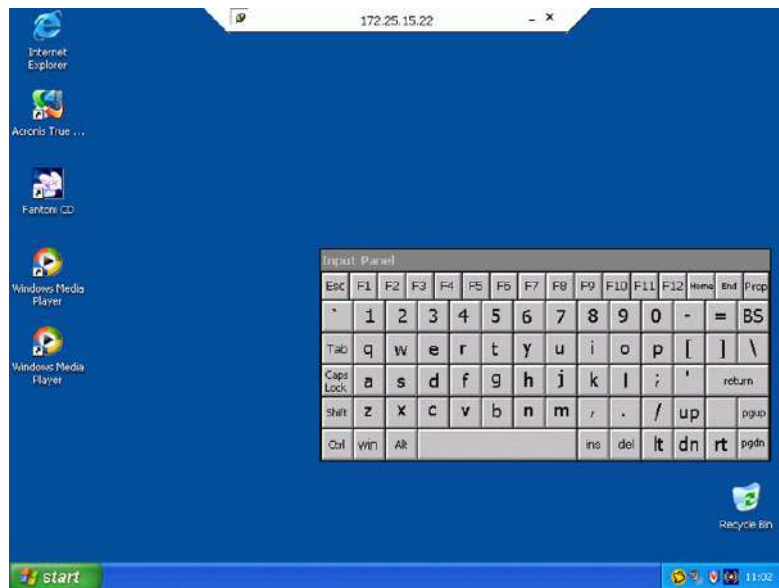 172.25.15.22
Internet
Explorer
Acronis True ...
Fantoni CD
Windows Media
Player
Windows Media
Player
Input Panel
Esc F1 F2 F3 F4 F5 F6 F7 F8 F9 F10 F11 F12 Home End Prop
` 1 2 3 4 5 6 7 8 9 0 - = BS
Tab q w e r t y u i o p [ ] \
Caps Lock a s d f g h j k l ; ' return
Shift z x c v b n m , . / up pgup
Ctrl win Alt ins del lt dn rt pgdn
Recycle Bin
start
11:02